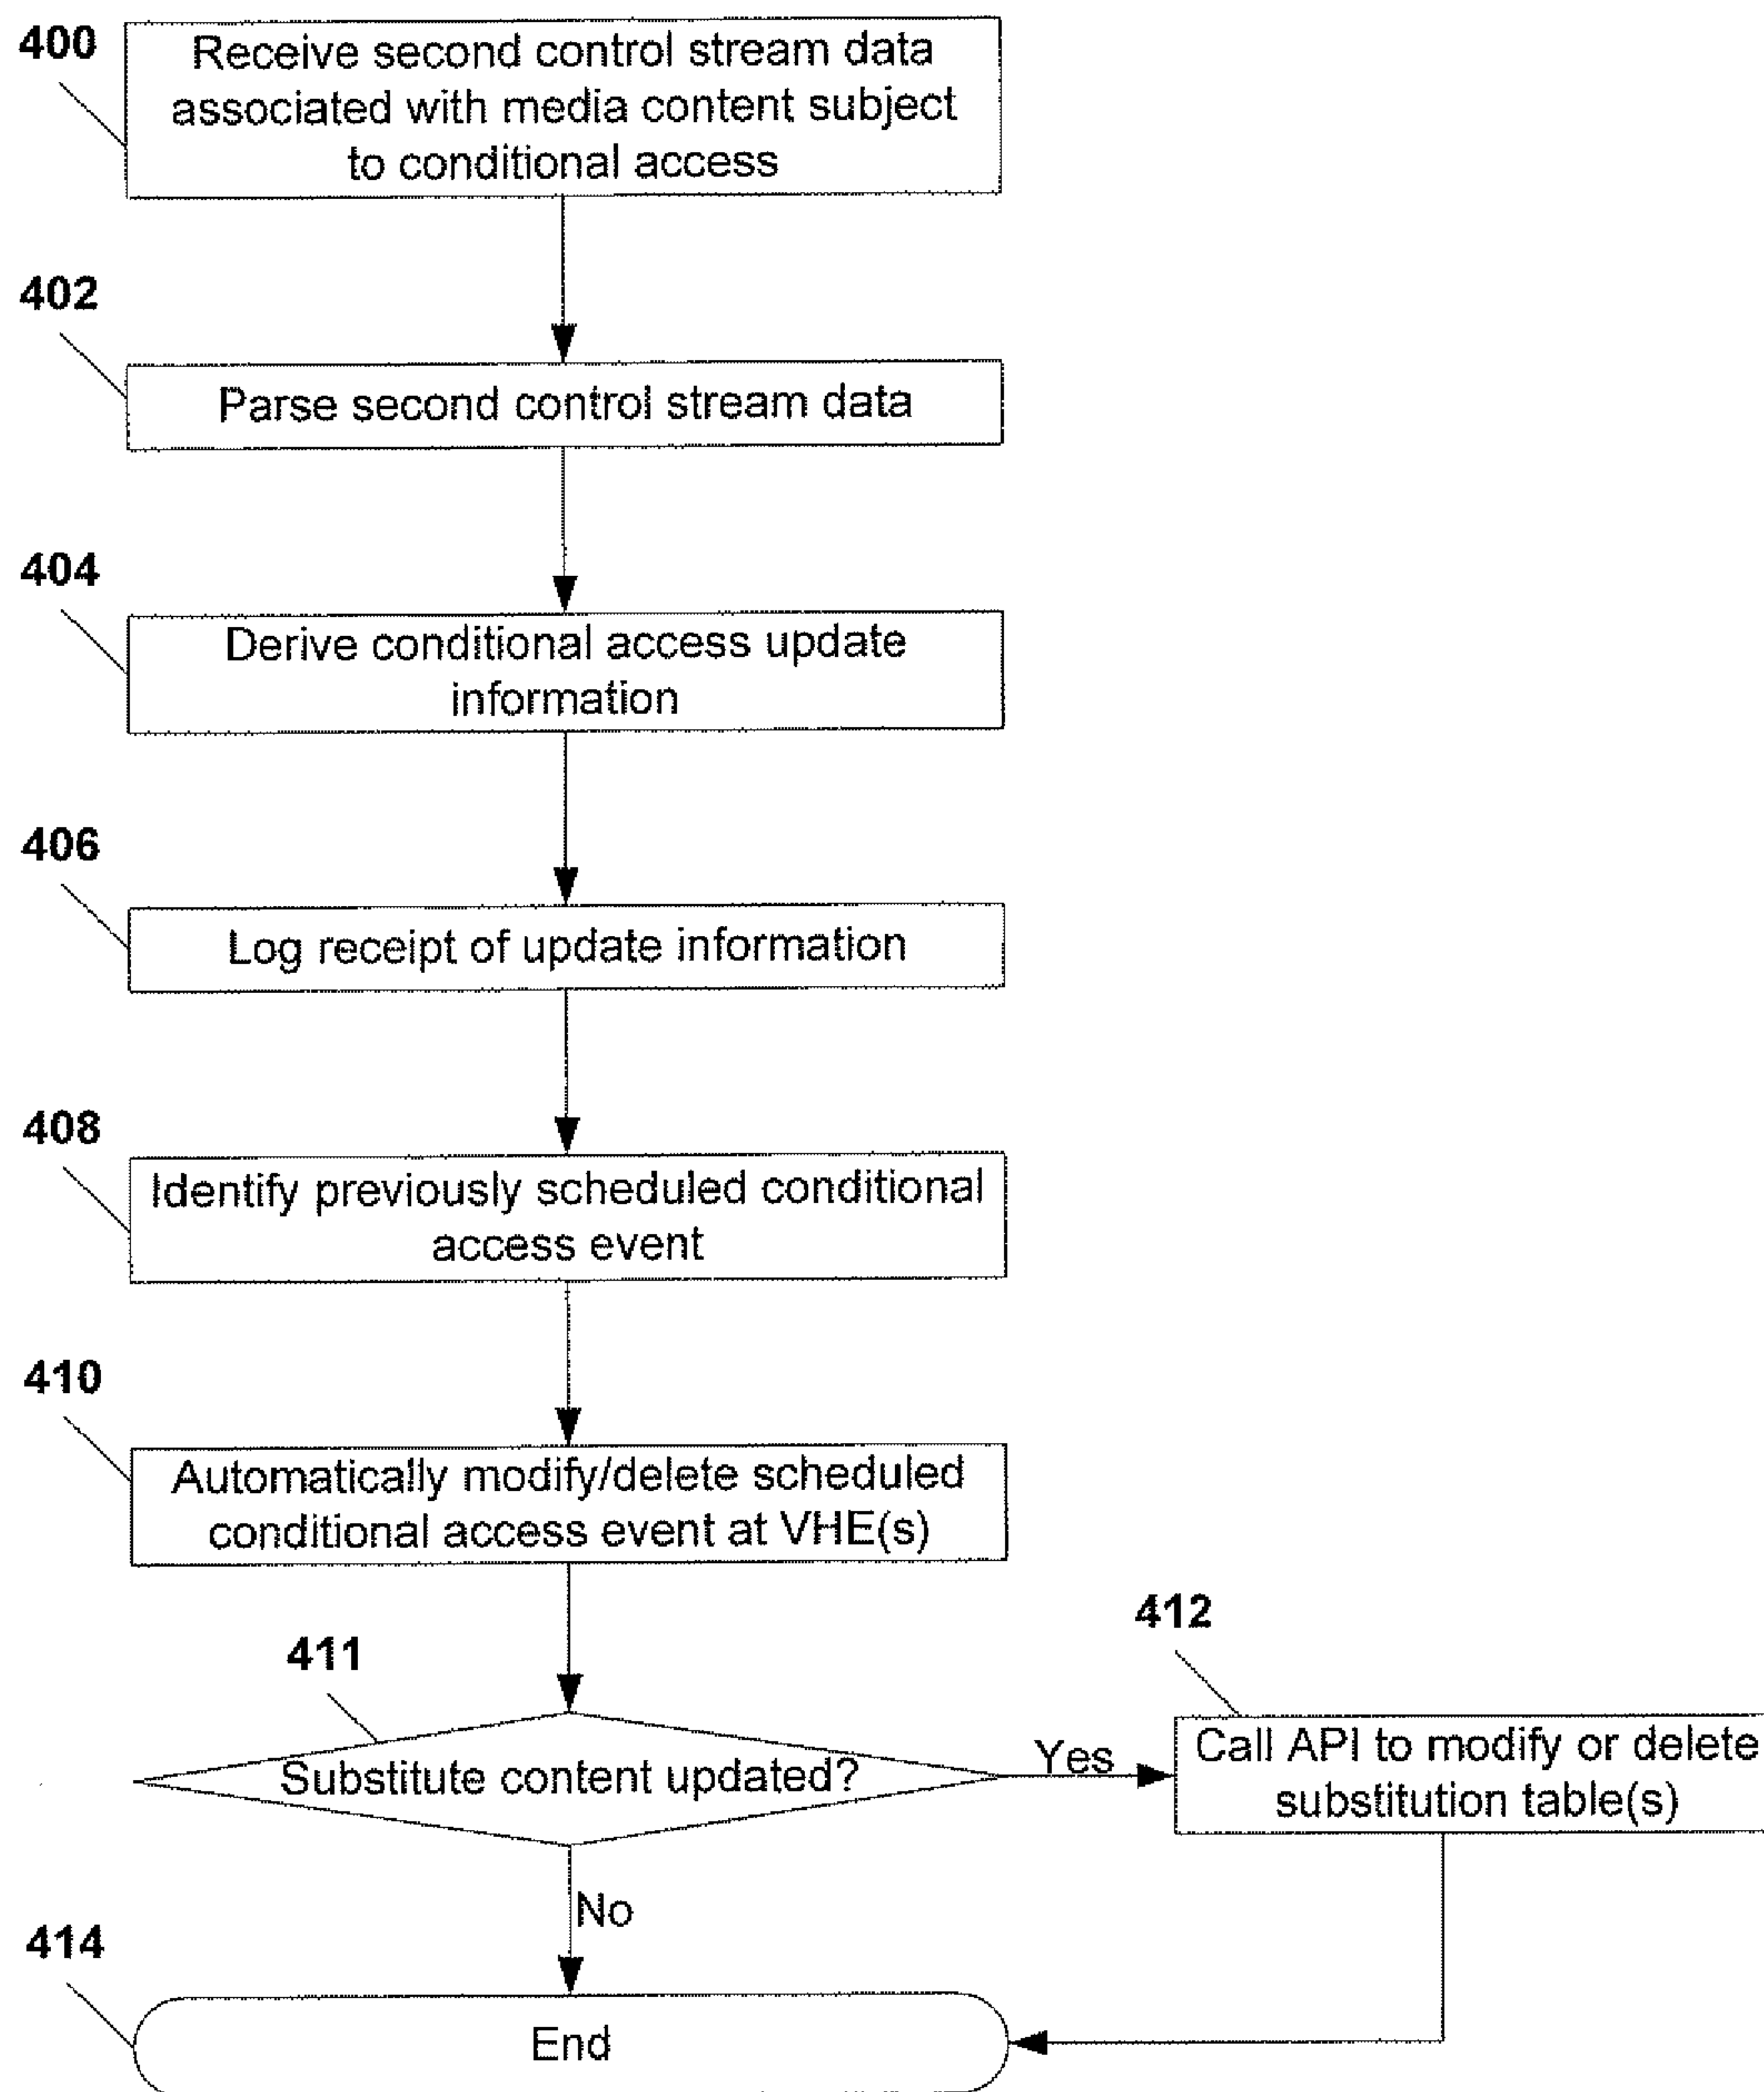 400
Receive second control stream data
associated with media content subject
to conditional access
402
Parse second control stream data
404
Derive conditional access update
information
406
Log receipt of update information
408
Identify previously scheduled conditional
access event
410
Automatically modify/delete scheduled
conditional access event at VHE(s)
411
Substitute content updated?
Yes
412
Call API to modify or delete
substitution table(s)
No
414
End